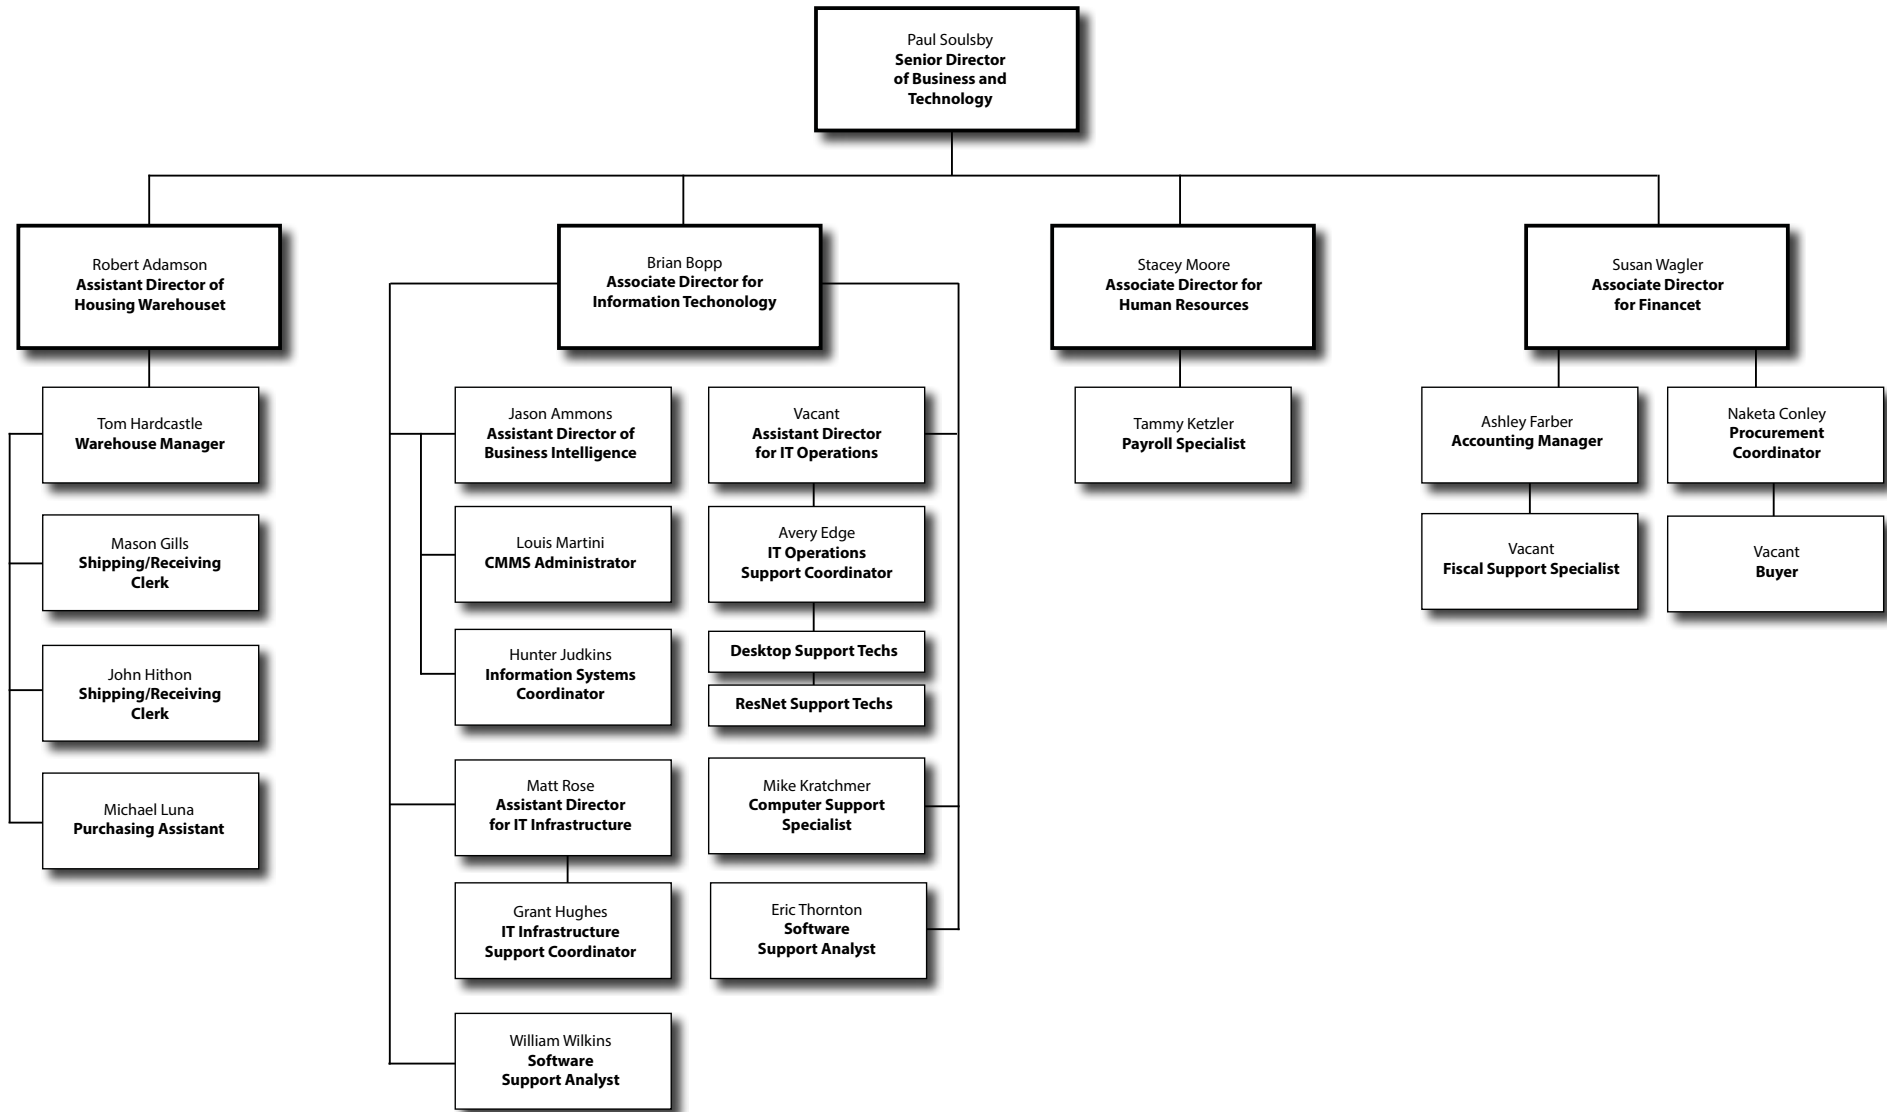 Paul Soulsby
Senior Director
of Business and
Technology
Robert Adamson
Assistant Director of
Housing Warehouset
Brian Bopp
Associate Director for
Information Techonology
Stacey Moore
Associate Director for
Human Resources
Susan Wagler
Associate Director
for Financet
Tom Hardcastle
Warehouse Manager
Mason Gills
Shipping/Receiving
Clerk
John Hithon
Shipping/Receiving
Clerk
Michael Luna
Purchasing Assistant
Jason Ammons
Assistant Director of
Business Intelligence
Louis Martini
CMMS Administrator
Hunter Judkins
Information Systems
Coordinator
Matt Rose
Assistant Director
for IT Infrastructure
Grant Hughes
IT Infrastructure
Support Coordinator
William Wilkins
Software
Support Analyst
Vacant
Assistant Director
for IT Operations
Avery Edge
IT Operations
Support Coordinator
Desktop Support Techs
ResNet Support Techs
Mike Kratchmer
Computer Support
Specialist
Eric Thornton
Software
Support Analyst
Tammy Ketzler
Payroll Specialist
Ashley Farber
Accounting Manager
Vacant
Fiscal Support Specialist
Naketa Conley
Procurement
Coordinator
Vacant
Buyer